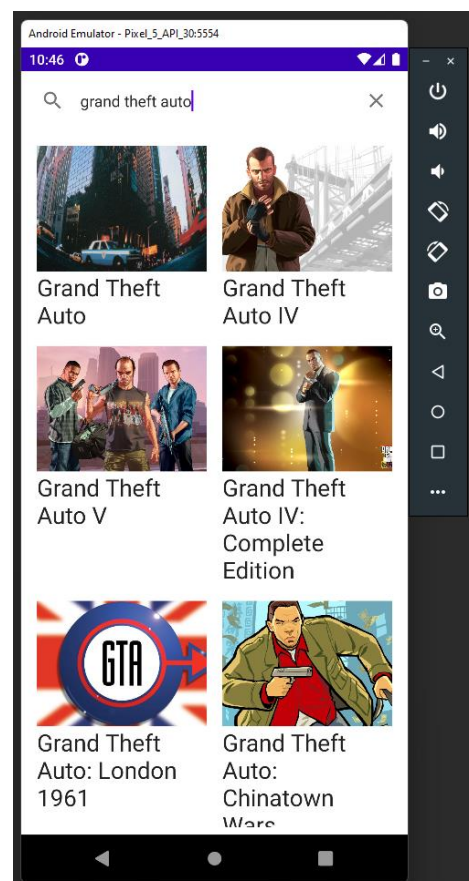 Android Emulator - Pixel_5_API_30:5554
10:46
grand theft auto
Grand Theft
Auto
Grand Theft
Auto IV
Grand Theft
Auto V
Grand Theft
Auto IV:
Complete
Edition
GTA
Grand Theft
Auto: London
1961
Grand Theft
Auto:
Chinatown
Wars